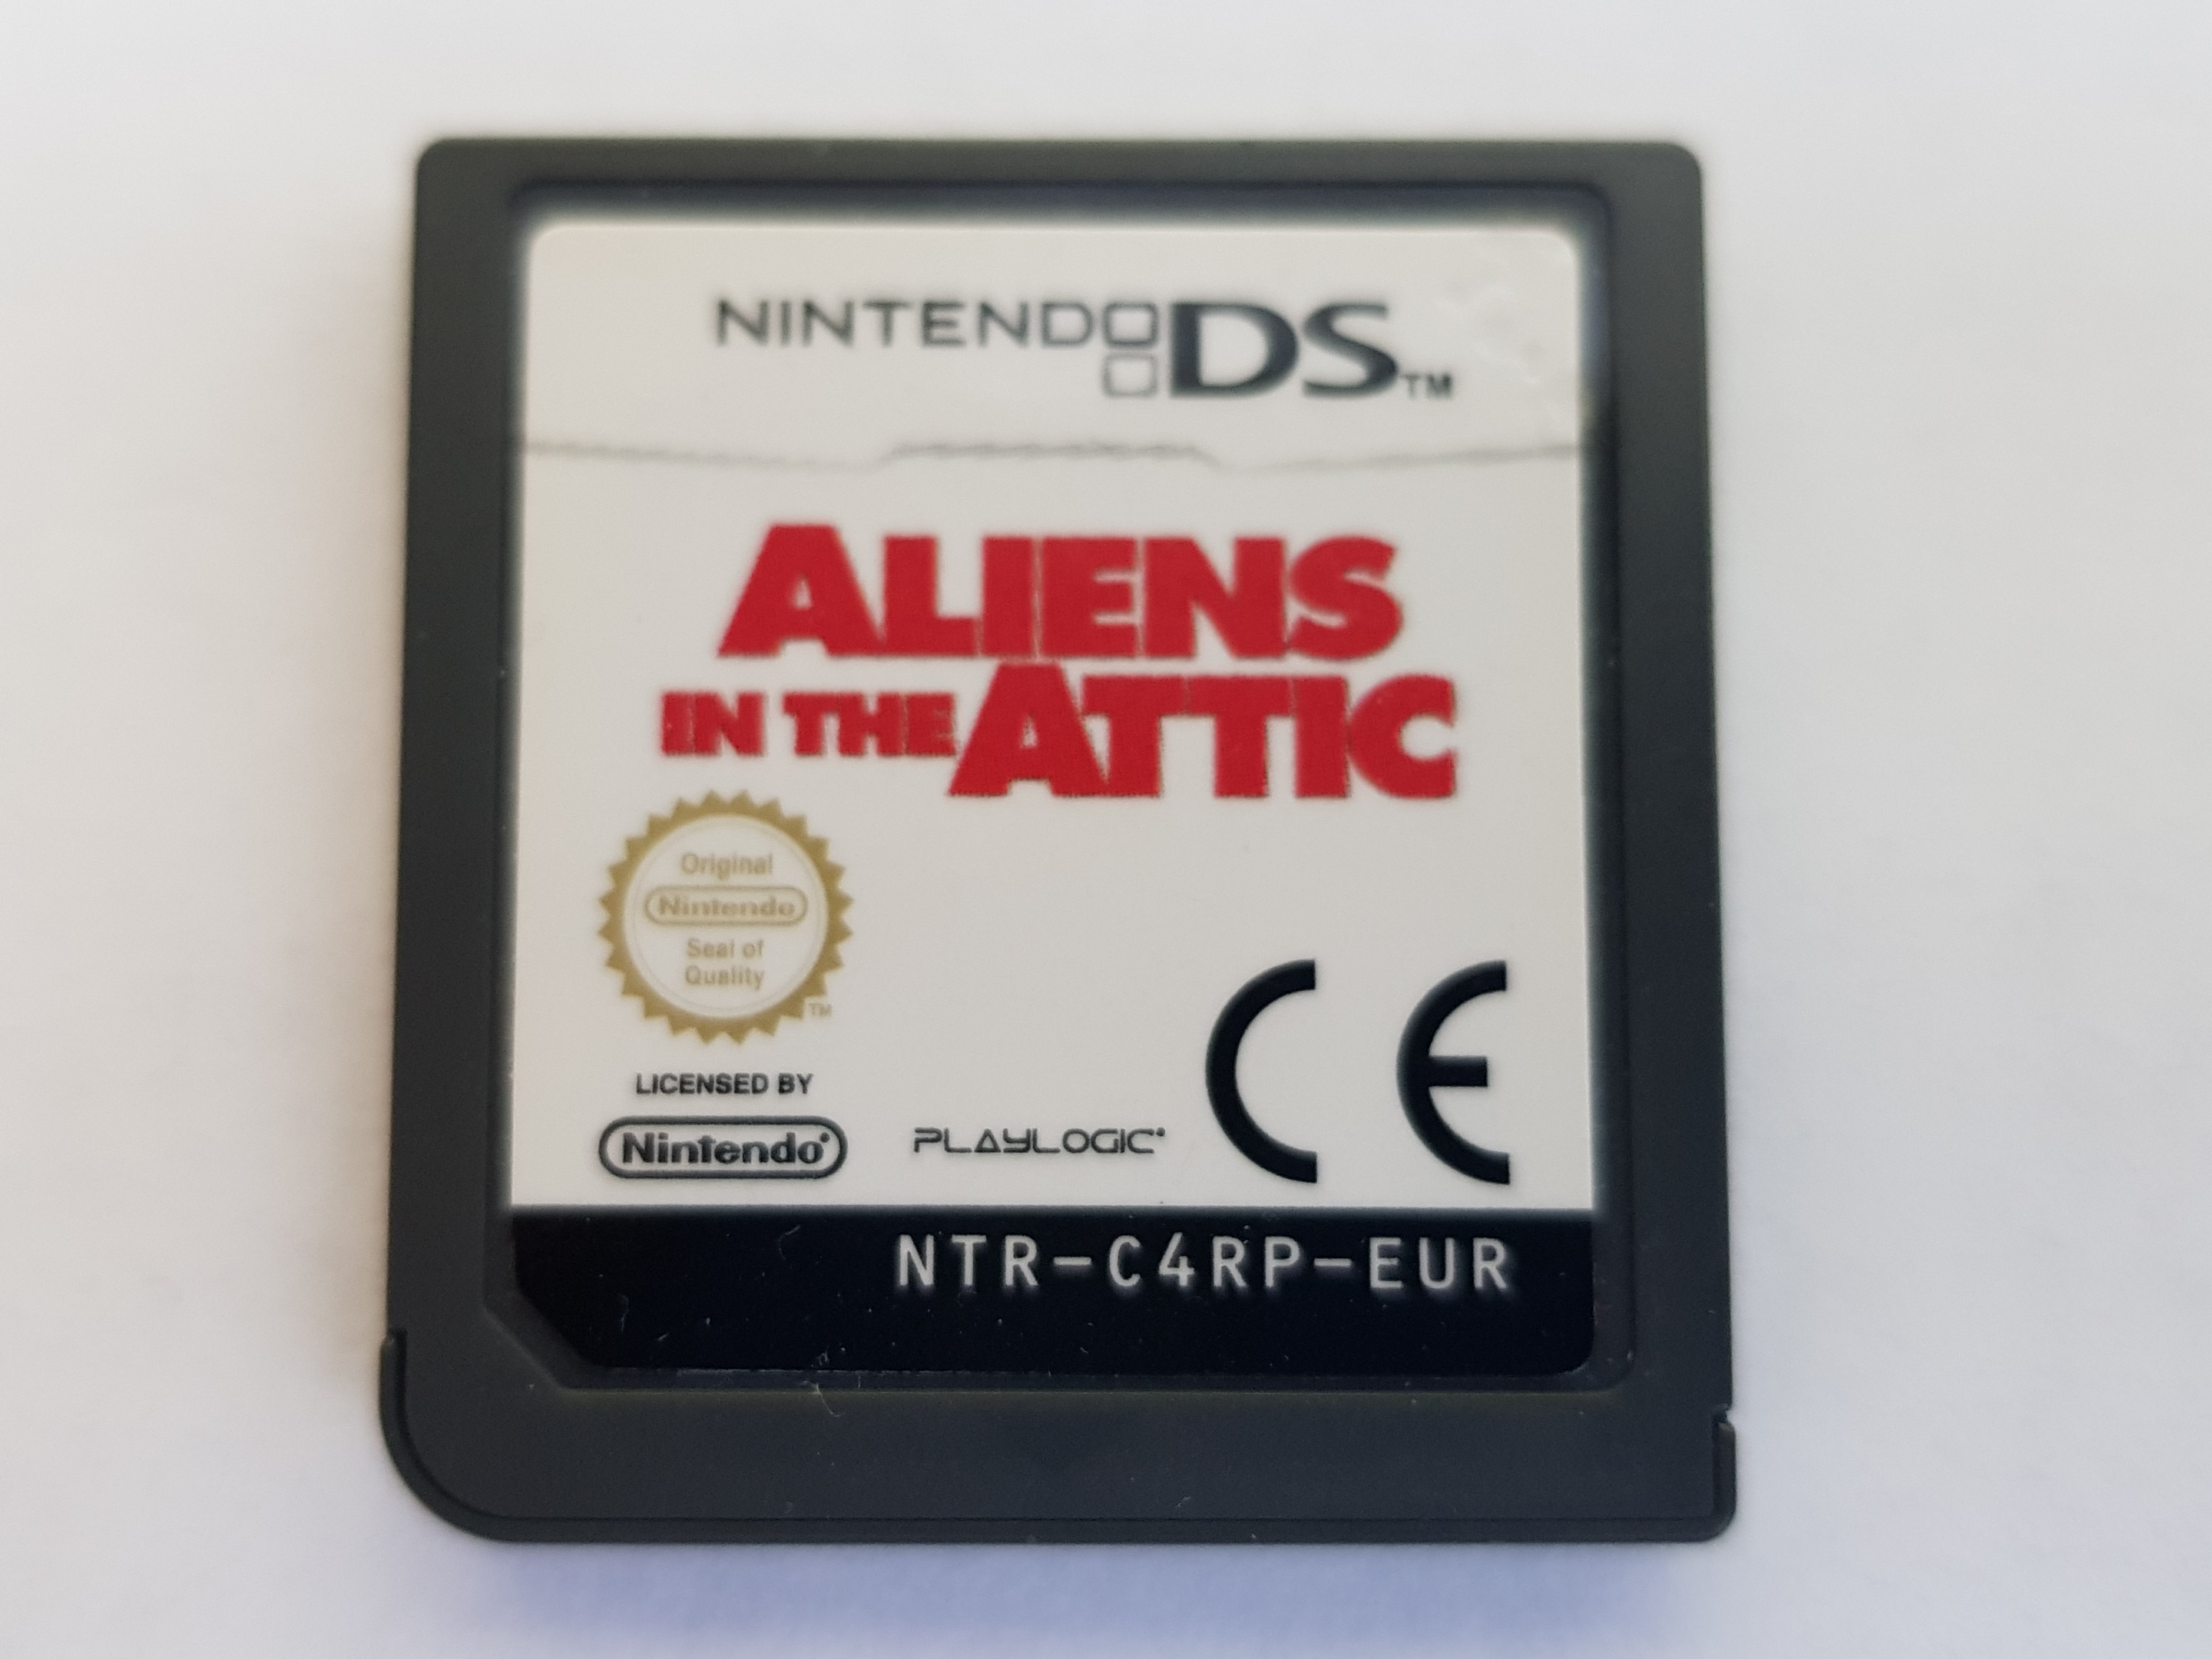 NINTENDO DS™
ALIENS
IN THE ATTIC
Original
Nintendo
Seal of
Quality
TM
LICENSED BY
Nintendo®
PLAYLOGIC®
CE
NTR-C4RP-EUR